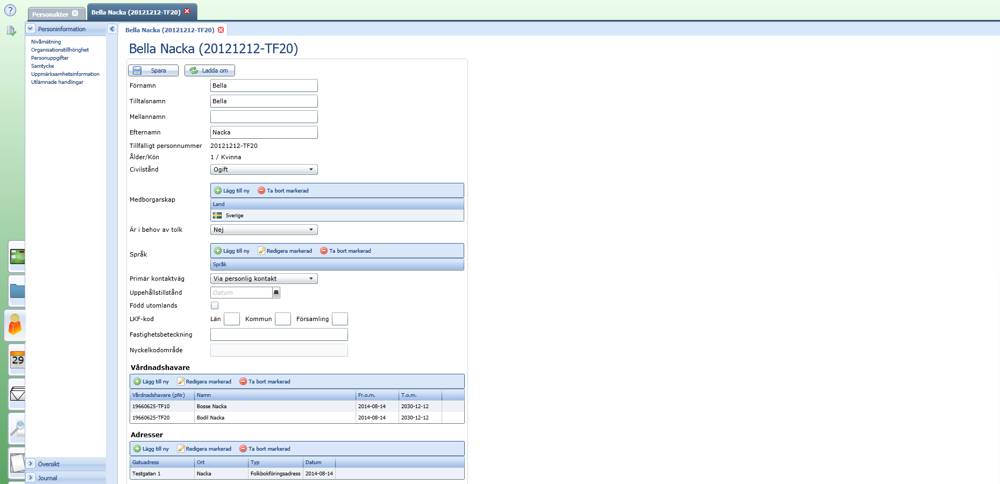 Personakter
Bella Nacka (20121212-TF20)
Personinformation
Nivåmätning
Organisationstillhörighet
Personuppgifter
Samtycke
Uppmärksamhetsinformation
Utlämnade handlingar
29
Översikt
Journal
Bella Nacka (20121212-TF20)
Bella Nacka (20121212-TF20)
Spara Ladda om
Förnamn Bella
Tilltalsnamn Bella
Mellannamn
Efternamn Nacka
Tillfälligt personnummer 20121212-TF20
Ålder/Kön 1 / Kvinna
Civilstånd Ogift
Lägg till ny Ta bort markerad
Medborgarskap
Land
Sverige
Är i behov av tolk Nej
Lägg till ny Redigera markerad Ta bort markerad
Språk
Språk
Primär kontaktväg Via personlig kontakt
Uppehållstillstånd Datum
Född utomlands
LKF-kod Län Kommun Församling
Fastighetsbeteckning
Nyckelkodområde
Vårdnadshavare
Lägg till ny Redigera markerad Ta bort markerad
Vårdnadshavare (pNr) Namn Fr.o.m. T.o.m.
19660625-TF10 Bosse Nacka 2014-08-14 2030-12-12
19660625-TF20 Bodil Nacka 2014-08-14 2030-12-12
Adresser
Lägg till ny Redigera markerad Ta bort markerad
Gatuadress Ort Typ Datum
Testgatan 1 Nacka Folkbokföringsadress 2014-08-14